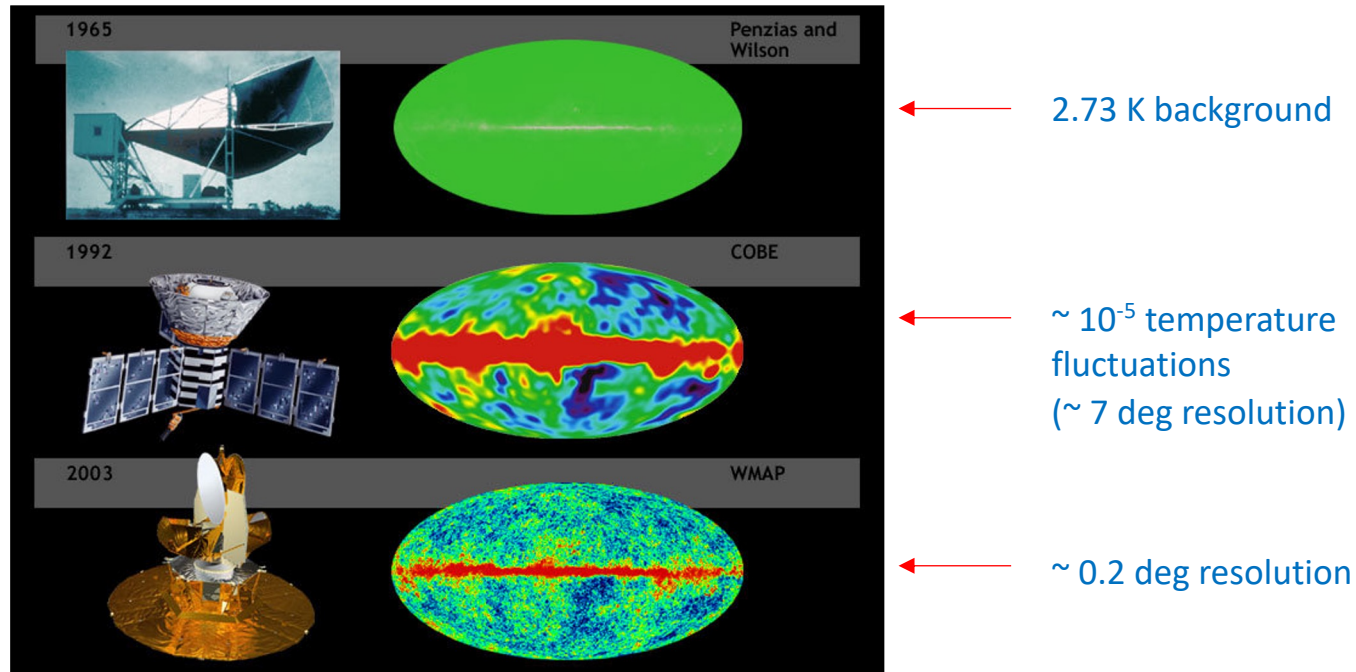 1965
Penzias and
Wilson
2.73 K background
1992
COBE
~ 10⁻⁵ temperature
fluctuations
(~ 7 deg resolution)
2003
WMAP
~ 0.2 deg resolution